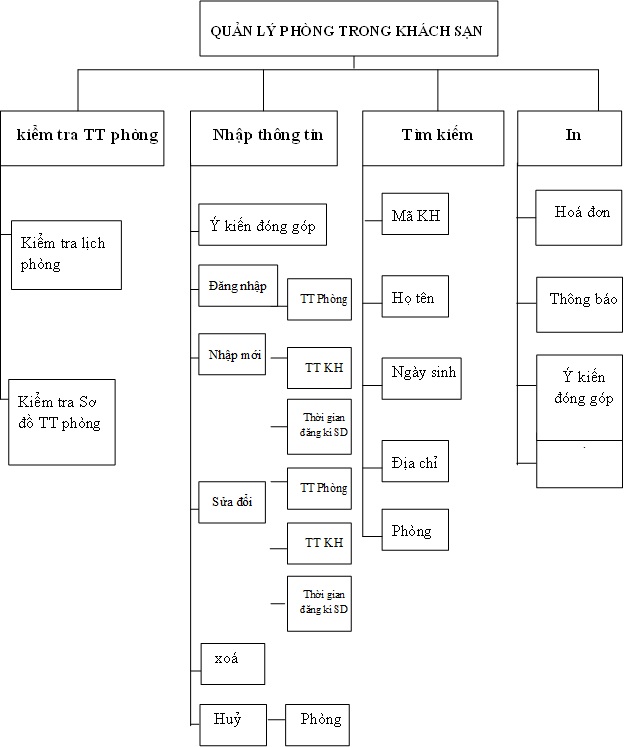 QUẢN LÝ PHÒNG TRONG KHÁCH SẠN
kiểm tra TT phòng
Kiểm tra lịch
phòng
Kiểm tra Sơ
đồ TT phòng
Nhập thông tin
Ý kiến đóng góp
Đăng nhập
TT Phòng
Nhập mới
TT KH
Thời gian
đăng kí SD
Sửa đổi
TT Phòng
TT KH
Thời gian
đăng kí SD
xoá
Huỷ
Phòng
Tìm kiếm
Mã KH
Họ tên
Ngày sinh
Địa chỉ
Phòng
In
Hoá đơn
Thông báo
Ý kiến
đóng góp